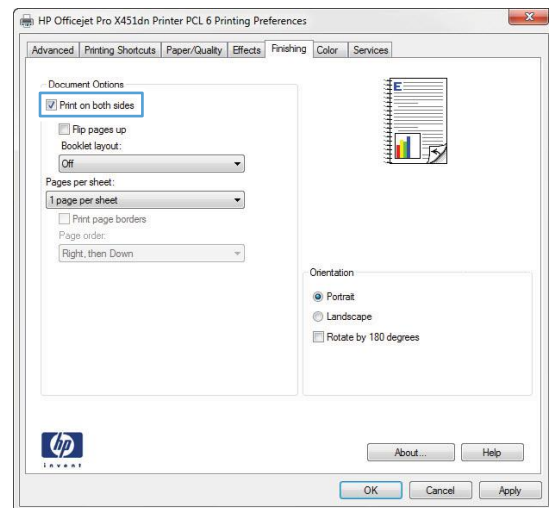 HP Officejet Pro X451dn Printer PCL 6 Printing Preferences
Advanced Printing Shortcuts Paper/Quality Effects Finishing Color Services
Document Options
Print on both sides
Flip pages up
Booklet layout:
Off
Pages per sheet:
1 page per sheet
Print page borders
Page order:
Right, then Down
E
Orientation
Portrait
Landscape
Rotate by 180 degrees
hp
invent
About... Help
OK Cancel Apply